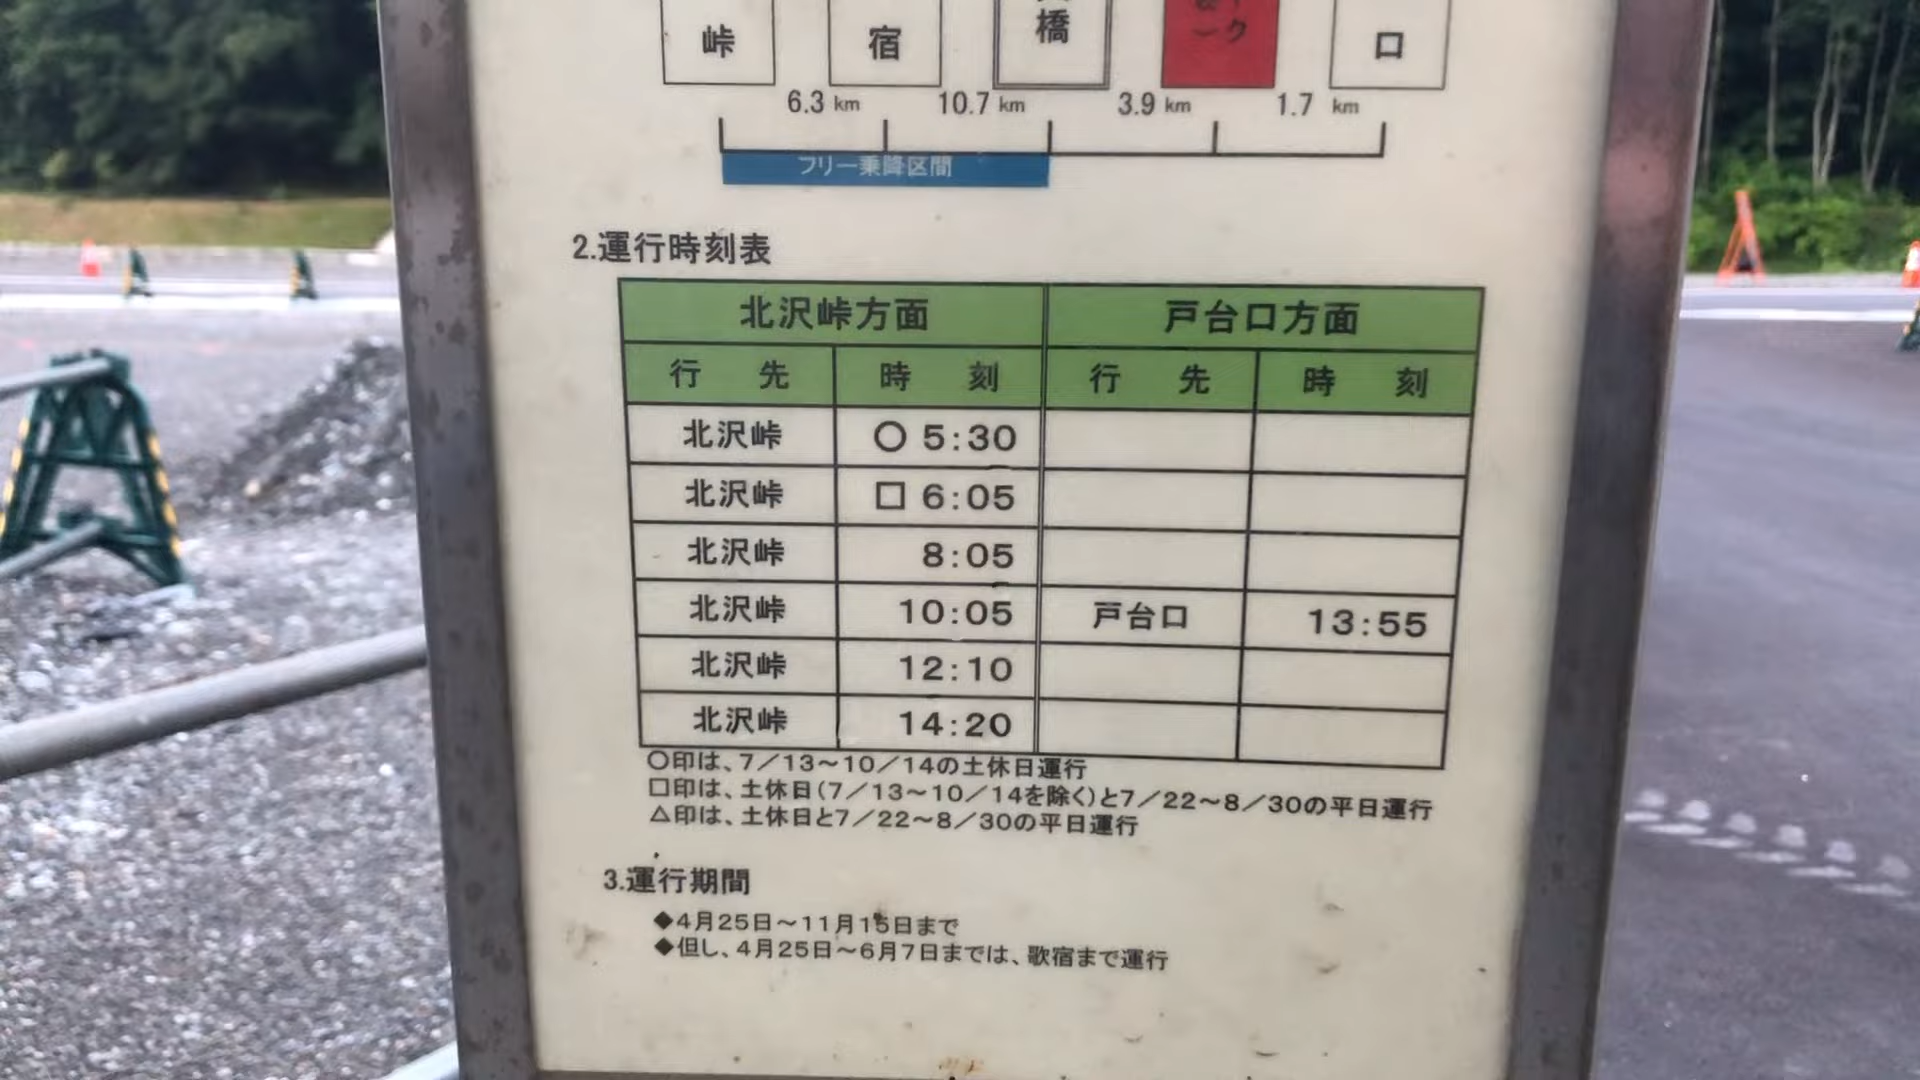 峠 宿 橋 ーク 口
6.3 km 10.7 km 3.9 km 1.7 km
フリー乗降区間
2.運行時刻表
北沢峠方面 戸台口方面
行先 時刻 行先 時刻
北沢峠 ○ 5:30
北沢峠 □ 6:05
北沢峠 8:05
北沢峠 10:05 戸台口 13:55
北沢峠 12:10
北沢峠 14:20
○印は、7/13～10/14の土休日運行
□印は、土休日(7/13～10/14を除く)と7/22～8/30の平日運行
△印は、土休日と7/22～8/30の平日運行
3.運行期間
◆4月25日～11月15日まで
◆但し、4月25日～6月7日までは、歌宿まで運行